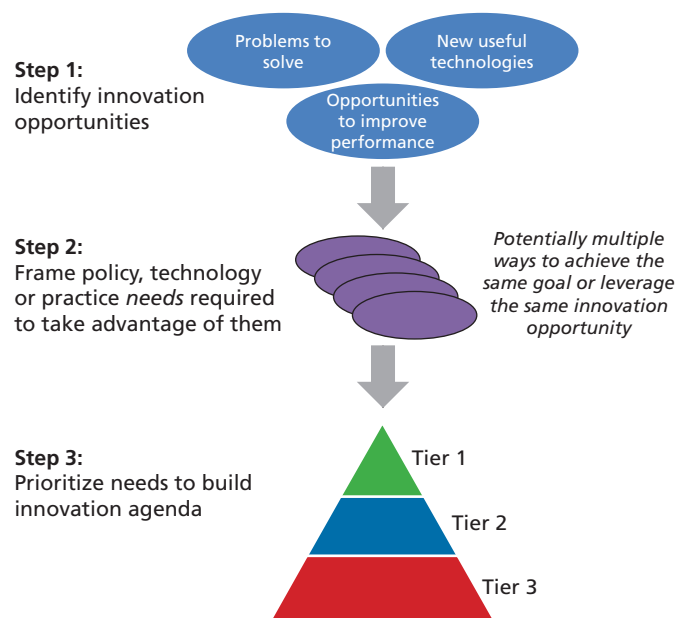 Step 1:
Identify innovation
opportunities
Problems to
solve
New useful
technologies
Opportunities
to improve
performance
Step 2:
Frame policy, technology
or practice needs required
to take advantage of them
Potentially multiple
ways to achieve the
same goal or leverage
the same innovation
opportunity
Step 3:
Prioritize needs to build
innovation agenda
Tier 1
Tier 2
Tier 3